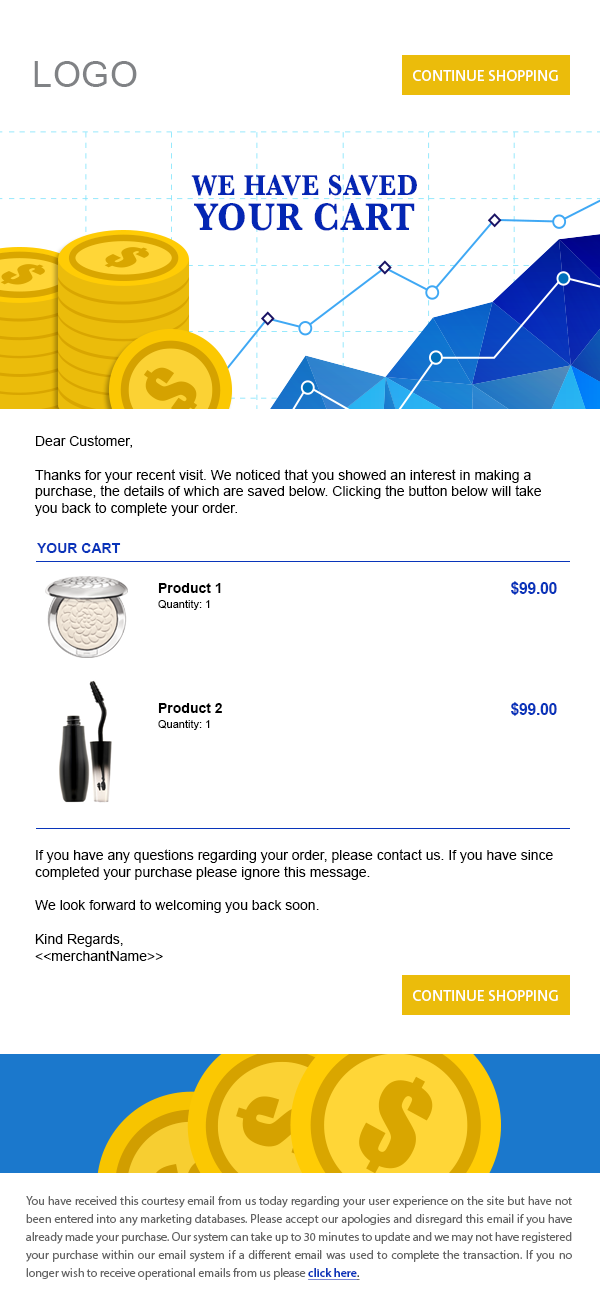 LOGO
CONTINUE SHOPPING
WE HAVE SAVED
YOUR CART
Dear Customer,
Thanks for your recent visit. We noticed that you showed an interest in making a
purchase, the details of which are saved below. Clicking the button below will take
you back to complete your order.
YOUR CART
Product 1
$99.00
Quantity: 1
Product 2
$99.00
Quantity: 1
If you have any questions regarding your order, please contact us. If you have since
completed your purchase please ignore this message.
We look forward to welcoming you back soon.
Kind Regards,
<<merchantName>>
CONTINUE SHOPPING
You have received this courtesy email from us today regarding your user experience on the site but have not
been entered into any marketing databases. Please accept our apologies and disregard this email if you have
already made your purchase. Our system can take up to 30 minutes to update and we may not have registered
your purchase within our email system if a different email was used to complete the transaction. If you no
longer wish to receive operational emails from us please click here.